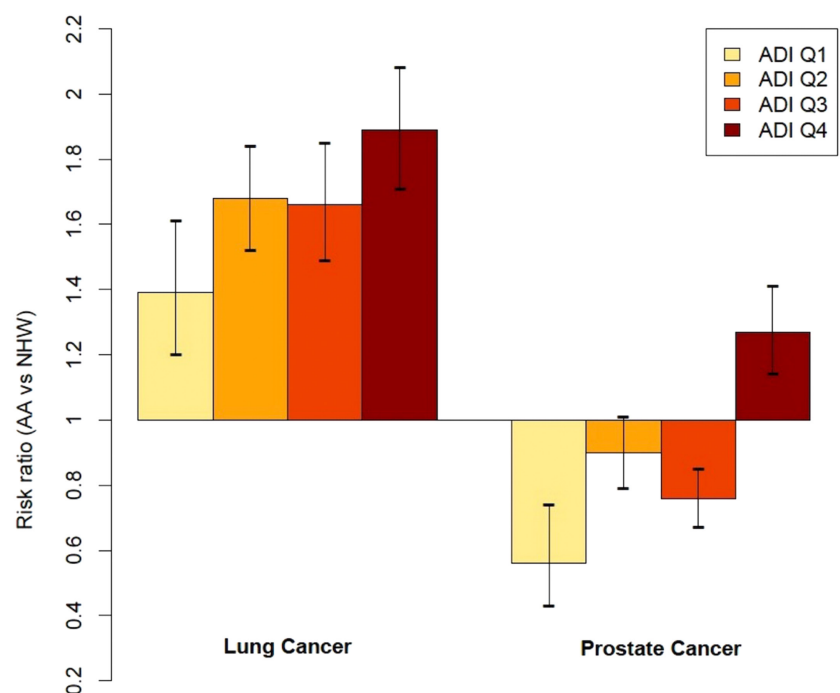 2.2
2
1.8
1.6
1.4
1.2
1
0.8
0.6
0.4
0.2
Risk ratio (AA vs NHW)
ADI Q1
ADI Q2
ADI Q3
ADI Q4
Lung Cancer
Prostate Cancer